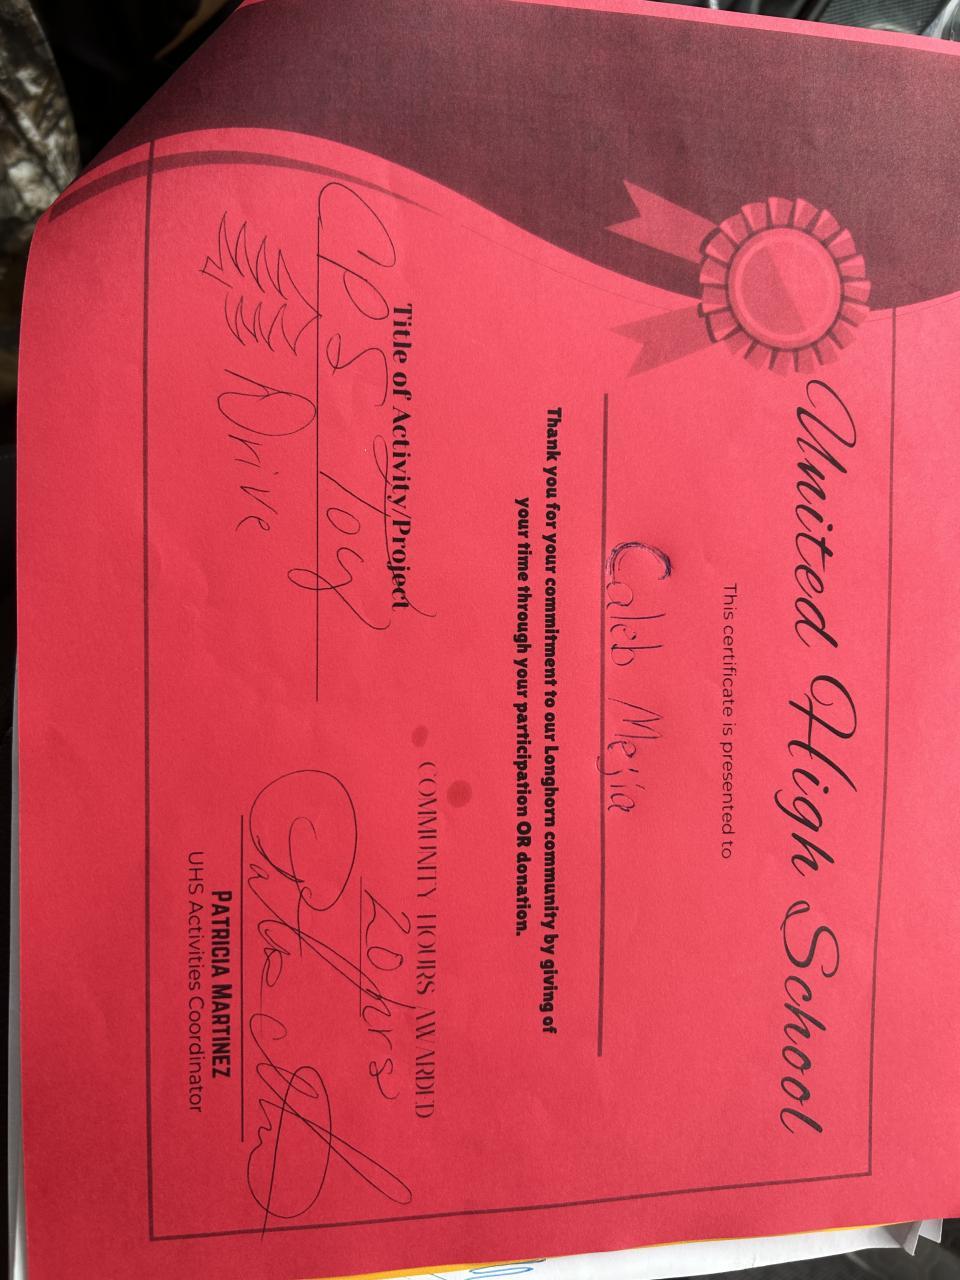 United High School
This certificate is presented to
Caleb Mejia
Thank you for your commitment to our Longhorn community by giving of
your time through your participation OR donation.
Title of Activity/Project
CPS Toy
Drive
COMMUNITY HOURS AWARDED
20 hrs
PATRICIA MARTINEZ
UHS Activities Coordinator